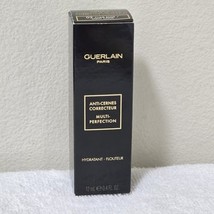 GUERLAIN
PARIS
ANTI-CERNES
CORRECTEUR
MULTI-
PERFECTION
HYDRATANT - FLOUTEUR